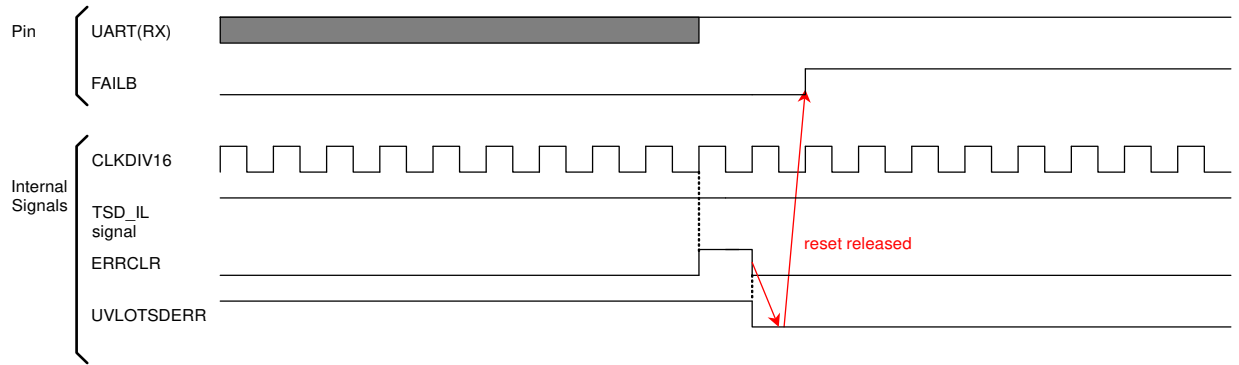 Pin
UART(RX)
FAILB
CLKDIV16
Internal
Signals
TSD_IL
signal
reset released
ERRCLR
UVLOTSDERR